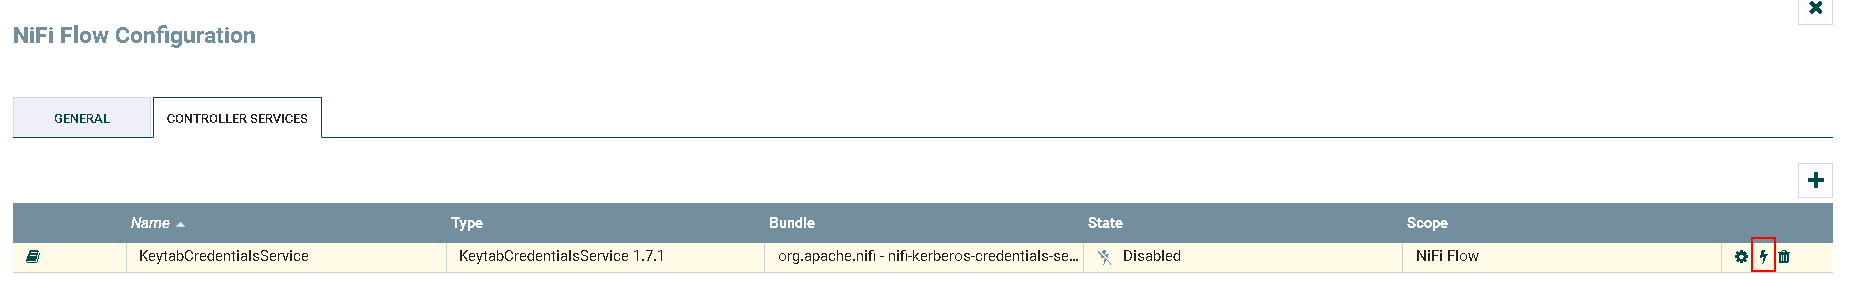 NiFi Flow Configuration
GENERAL
CONTROLLER SERVICES
Name Type Bundle State Scope
KeytabCredentialsService KeytabCredentialsService 1.7.1 org.apache.nifi - nifi-kerberos-credentials-se... Disabled NiFi Flow